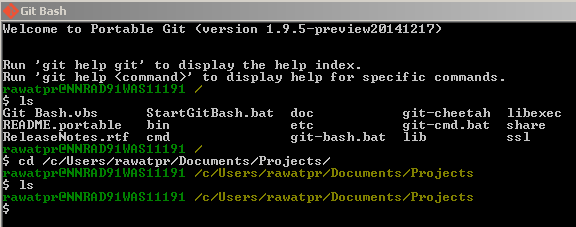 Git Bash
Welcome to Portable Git (version 1.9.5-preview20141217)
Run 'git help git' to display the help index.
Run 'git help <command>' to display help for specific commands.
rawatpr@NNRAD91WAS11191 /
$ ls
Git Bash.vbs StartGitBash.bat doc git-cheetah libexec
README.portable bin etc git-cmd.bat share
ReleaseNotes.rtf cmd git-bash.bat lib ssl
rawatpr@NNRAD91WAS11191 /
$ cd /c/Users/rawatpr/Documents/Projects/
rawatpr@NNRAD91WAS11191 /c/Users/rawatpr/Documents/Projects
$ ls
rawatpr@NNRAD91WAS11191 /c/Users/rawatpr/Documents/Projects
$